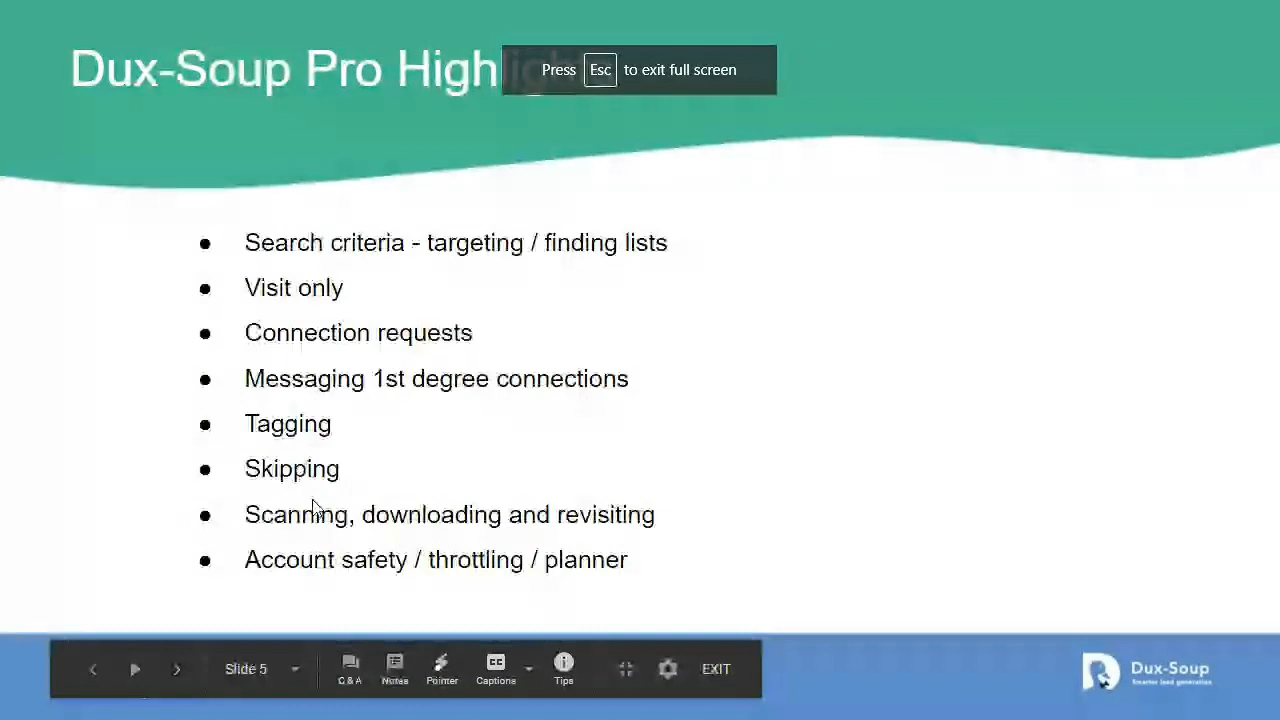 Dux-Soup Pro High
Press Esc to exit full screen
● Search criteria - targeting / finding lists
● Visit only
● Connection requests
● Messaging 1st degree connections
● Tagging
● Skipping
● Scanning, downloading and revisiting
● Account safety / throttling / planner
Slide 5
Q & A
Notes
Pointer
CC
Captions
Tips
EXIT
Dux-Soup
Smarter lead generation